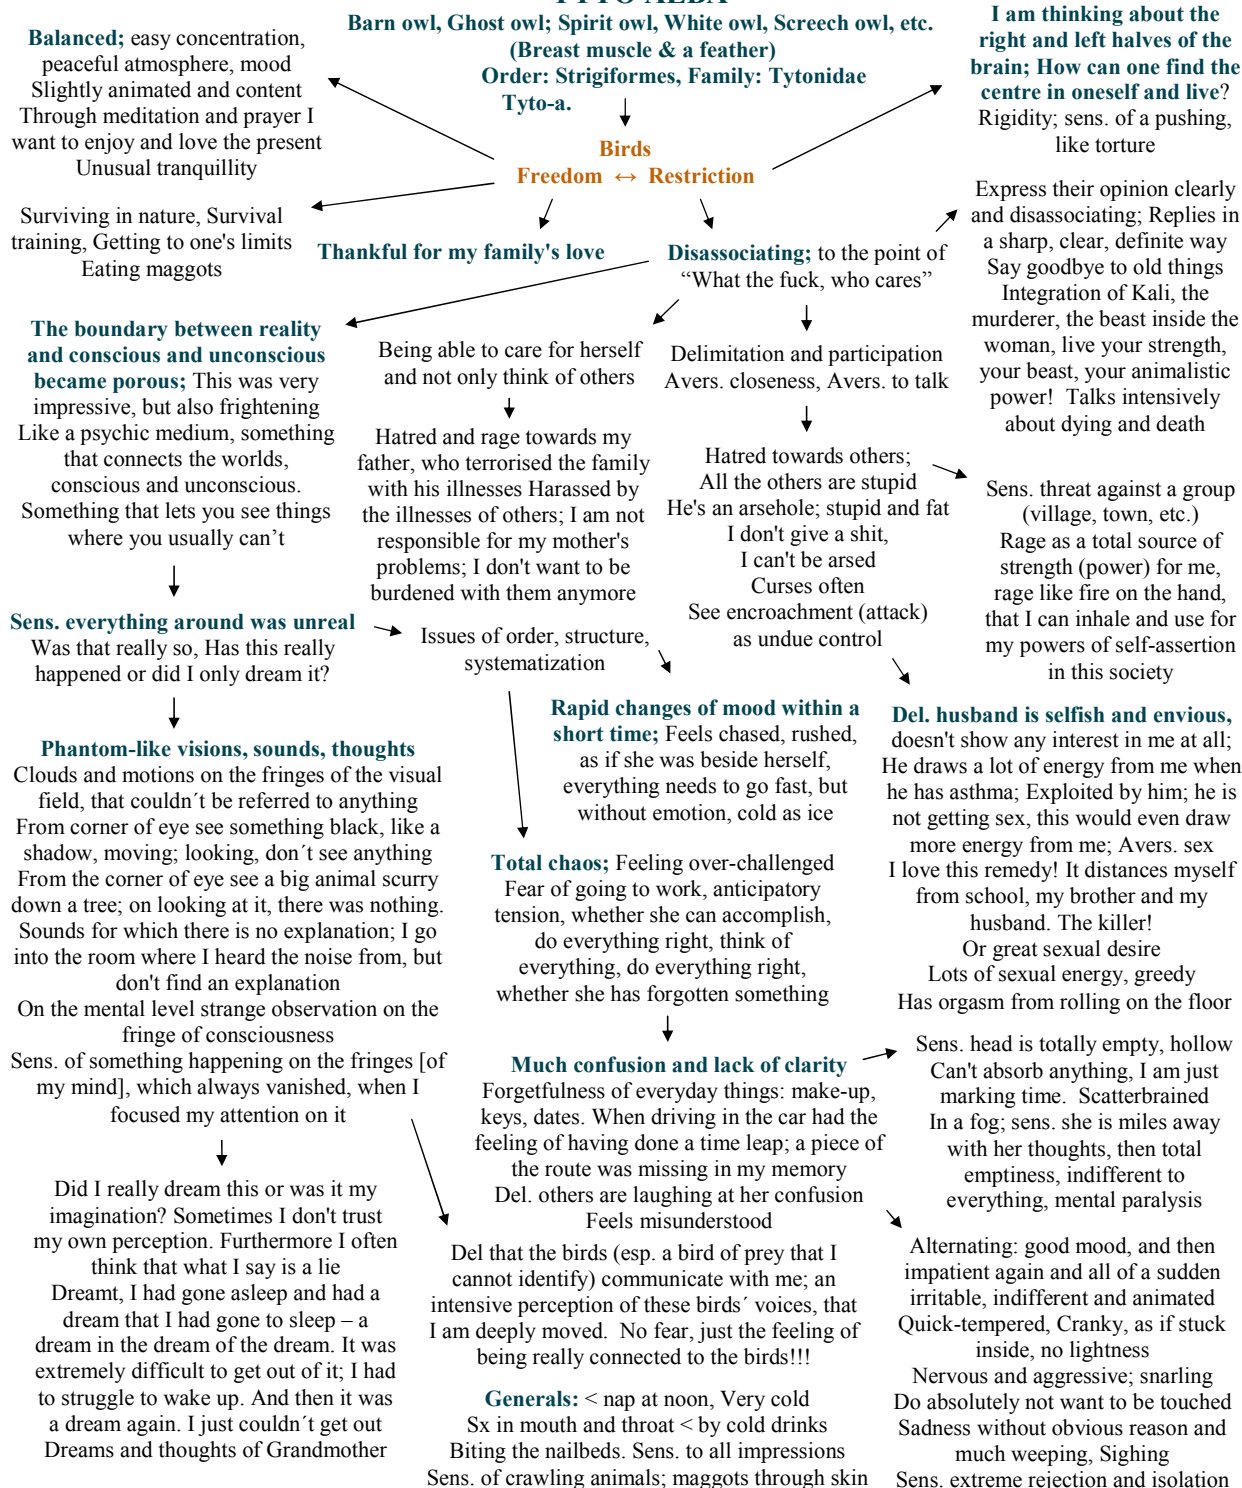 TYTO ALBA
Barn owl, Ghost owl; Spirit owl, White owl, Screech owl, etc.
(Breast muscle & a feather)
Order: Strigiformes, Family: Tytonidae
Tyto-a.
Birds
Freedom ↔ Restriction
Balanced; easy concentration,
peaceful atmosphere, mood
Slightly animated and content
Through meditation and prayer I
want to enjoy and love the present
Unusual tranquillity
I am thinking about the
right and left halves of the
brain; How can one find the
centre in oneself and live?
Rigidity; sens. of a pushing,
like torture
Surviving in nature, Survival
training, Getting to one's limits
Eating maggots
Thankful for my family's love
Disassociating; to the point of
“What the fuck, who cares”
Express their opinion clearly
and disassociating; Replies in
a sharp, clear, definite way
Say goodbye to old things
Integration of Kali, the
murderer, the beast inside the
woman, live your strength,
your beast, your animalistic
power! Talks intensively
about dying and death
The boundary between reality
and conscious and unconscious
became porous; This was very
impressive, but also frightening
Like a psychic medium, something
that connects the worlds,
conscious and unconscious.
Something that lets you see things
where you usually can’t
Being able to care for herself
and not only think of others
Delimitation and participation
Avers. closeness, Avers. to talk
Hatred and rage towards my
father, who terrorised the family
with his illnesses Harassed by
the illnesses of others; I am not
responsible for my mother's
problems; I don't want to be
burdened with them anymore
Hatred towards others;
All the others are stupid
He's an arsehole; stupid and fat
I don't give a shit,
I can't be arsed
Curses often
See encroachment (attack)
as undue control
Sens. threat against a group
(village, town, etc.)
Rage as a total source of
strength (power) for me,
rage like fire on the hand,
that I can inhale and use for
my powers of self-assertion
in this society
Sens. everything around was unreal
Was that really so, Has this really
happened or did I only dream it?
Issues of order, structure,
systematization
Rapid changes of mood within a
short time; Feels chased, rushed,
as if she was beside herself,
everything needs to go fast, but
without emotion, cold as ice
Del. husband is selfish and envious,
doesn't show any interest in me at all;
He draws a lot of energy from me when
he has asthma; Exploited by him; he is
not getting sex, this would even draw
more energy from me; Avers. sex
I love this remedy! It distances myself
from school, my brother and my
husband. The killer!
Or great sexual desire
Lots of sexual energy, greedy
Has orgasm from rolling on the floor
Phantom-like visions, sounds, thoughts
Clouds and motions on the fringes of the visual
field, that couldn´t be referred to anything
From corner of eye see something black, like a
shadow, moving; looking, don´t see anything
From the corner of eye see a big animal scurry
down a tree; on looking at it, there was nothing.
Sounds for which there is no explanation; I go
into the room where I heard the noise from, but
don't find an explanation
On the mental level strange observation on the
fringe of consciousness
Sens. of something happening on the fringes [of
my mind], which always vanished, when I
focused my attention on it
Total chaos; Feeling over-challenged
Fear of going to work, anticipatory
tension, whether she can accomplish,
do everything right, think of
everything, do everything right,
whether she has forgotten something
Much confusion and lack of clarity
Forgetfulness of everyday things: make-up,
keys, dates. When driving in the car had the
feeling of having done a time leap; a piece of
the route was missing in my memory
Del. others are laughing at her confusion
Feels misunderstood
Sens. head is totally empty, hollow
Can't absorb anything, I am just
marking time. Scatterbrained
In a fog; sens. she is miles away
with her thoughts, then total
emptiness, indifferent to
everything, mental paralysis
Did I really dream this or was it my
imagination? Sometimes I don't trust
my own perception. Furthermore I often
think that what I say is a lie
Dreamt, I had gone asleep and had a
dream that I had gone to sleep – a
dream in the dream of the dream. It was
extremely difficult to get out of it; I had
to struggle to wake up. And then it was
a dream again. I just couldn´t get out
Dreams and thoughts of Grandmother
Del that the birds (esp. a bird of prey that I
cannot identify) communicate with me; an
intensive perception of these birds´ voices, that
I am deeply moved. No fear, just the feeling of
being really connected to the birds!!!
Generals: < nap at noon, Very cold
Sx in mouth and throat < by cold drinks
Biting the nailbeds. Sens. to all impressions
Sens. of crawling animals; maggots through skin
Alternating: good mood, and then
impatient again and all of a sudden
irritable, indifferent and animated
Quick-tempered, Cranky, as if stuck
inside, no lightness
Nervous and aggressive; snarling
Do absolutely not want to be touched
Sadness without obvious reason and
much weeping, Sighing
Sens. extreme rejection and isolation